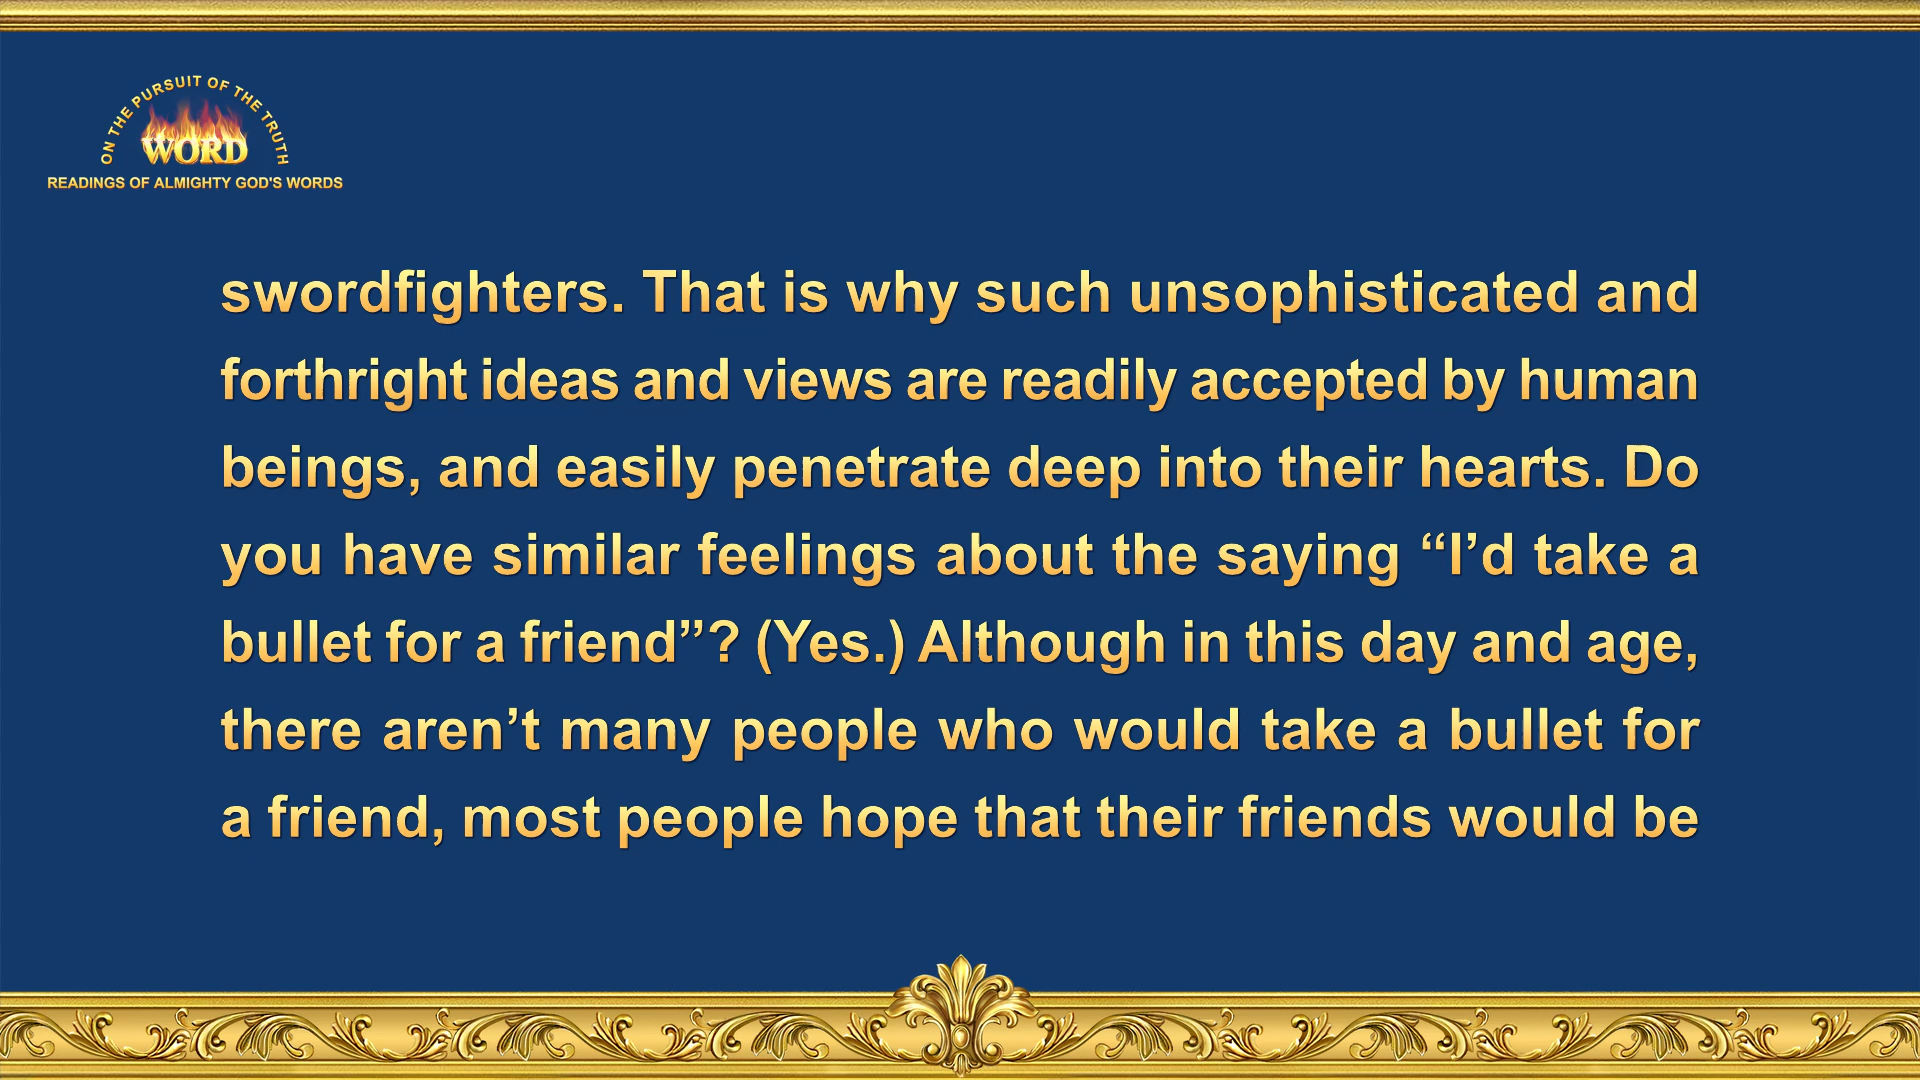 ON THE PURSUIT OF THE TRUTH
WORD
READINGS OF ALMIGHTY GOD'S WORDS
swordfighters. That is why such unsophisticated and
forthright ideas and views are readily accepted by human
beings, and easily penetrate deep into their hearts. Do
you have similar feelings about the saying “I’d take a
bullet for a friend”? (Yes.) Although in this day and age,
there aren’t many people who would take a bullet for
a friend, most people hope that their friends would be